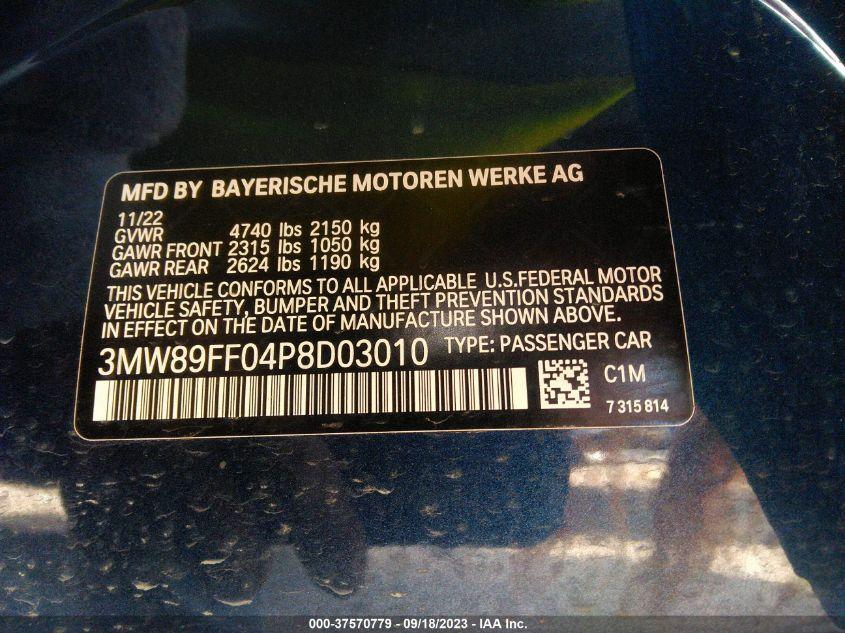 MFD BY BAYERISCHE MOTOREN WERKE AG
11/22
GVWR 4740 lbs 2150 kg
GAWR FRONT 2315 lbs 1050 kg
GAWR REAR 2624 lbs 1190 kg
THIS VEHICLE CONFORMS TO ALL APPLICABLE U.S.FEDERAL MOTOR
VEHICLE SAFETY, BUMPER AND THEFT PREVENTION STANDARDS
IN EFFECT ON THE DATE OF MANUFACTURE SHOWN ABOVE.
3MW89FF04P8D03010 TYPE: PASSENGER CAR
C1M
7 315 814
000-37570779 - 09/18/2023 - IAA Inc.